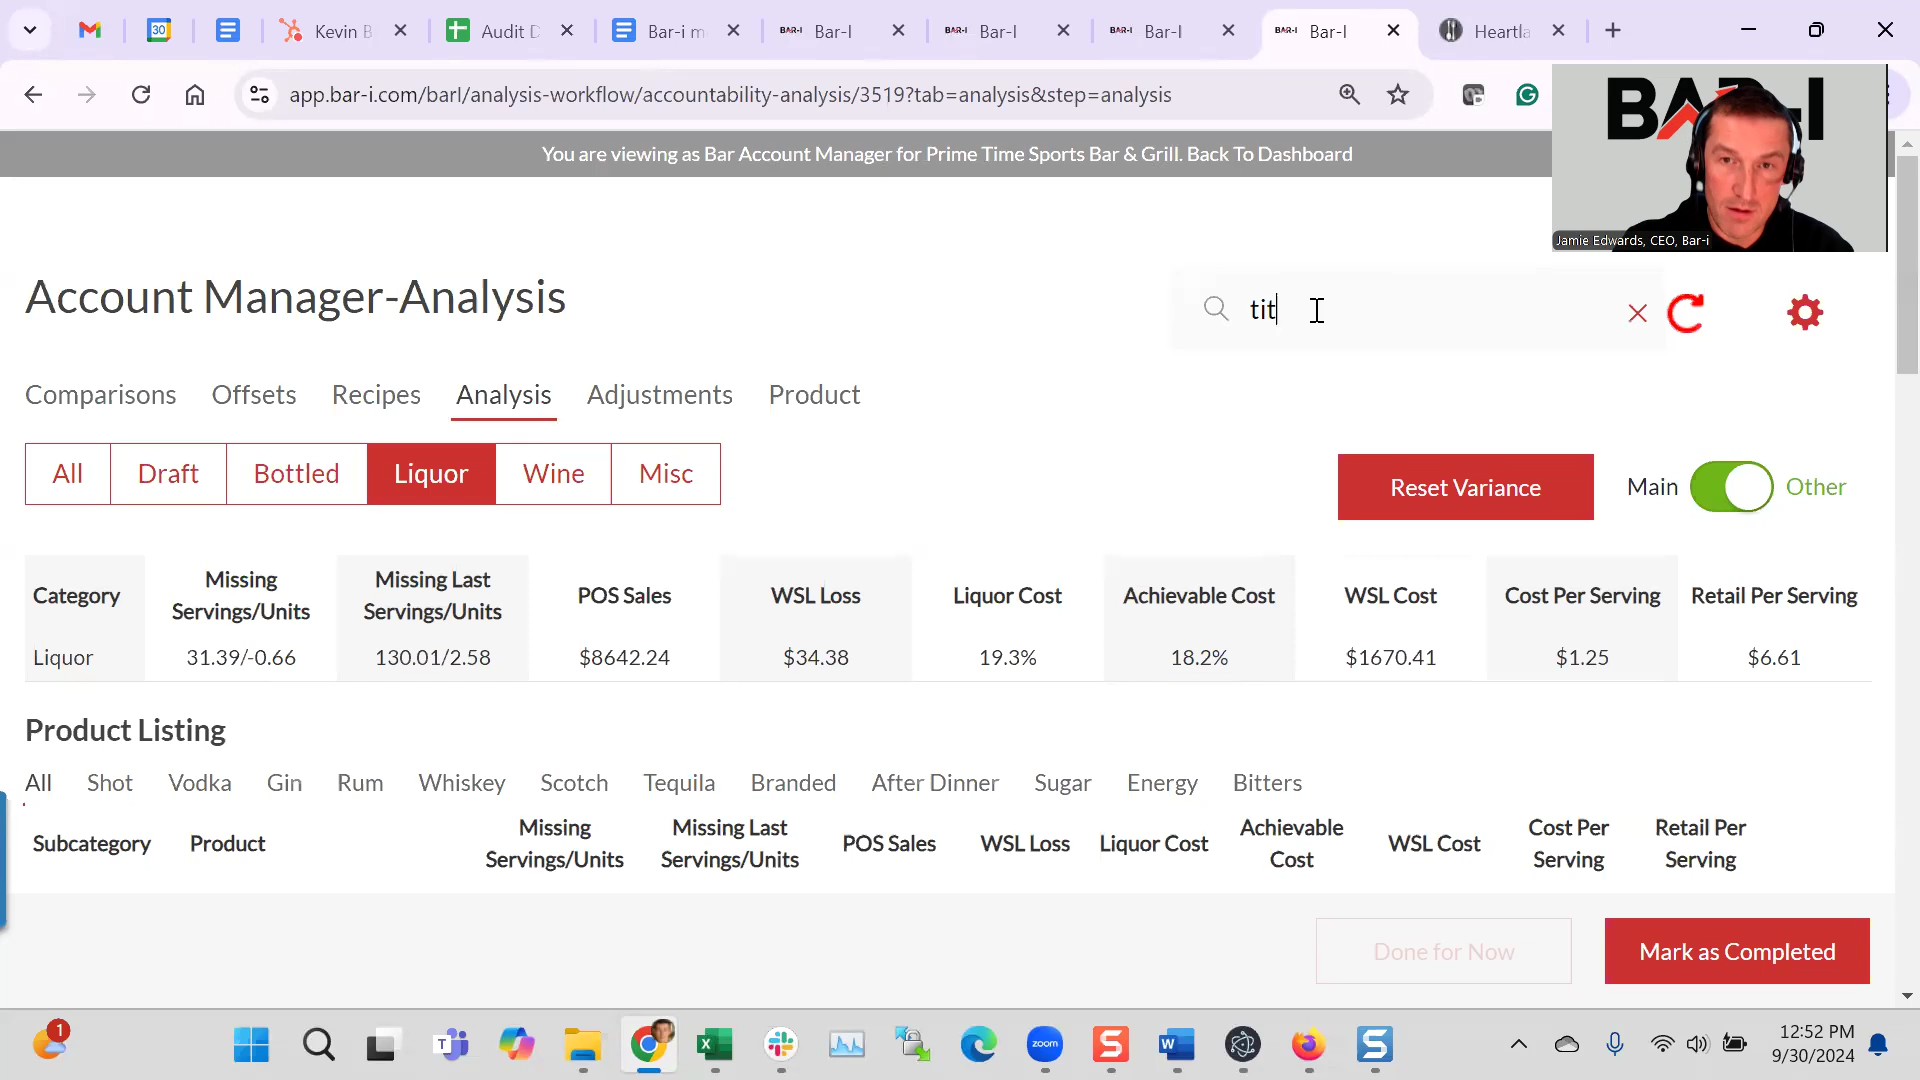 Kevin B
Audit D
Bar-i m
BAR-I Bar-I
BAR-I Bar-I
BAR-I Bar-I
BAR-I Bar-I
Heartla
app.bar-i.com/barI/analysis-workflow/accountability-analysis/3519?tab=analysis&step=analysis
You are viewing as Bar Account Manager for Prime Time Sports Bar & Grill. Back To Dashboard
Jamie Edwards, CEO, Bar-i
Account Manager-Analysis
tit
Comparisons Offsets Recipes Analysis Adjustments Product
All Draft Bottled Liquor Wine Misc
Reset Variance Main Other
Category Missing Servings/Units Missing Last Servings/Units POS Sales WSL Loss Liquor Cost Achievable Cost WSL Cost Cost Per Serving Retail Per Serving
Liquor 31.39/-0.66 130.01/2.58 $8642.24 $34.38 19.3% 18.2% $1670.41 $1.25 $6.61
Product Listing
All Shot Vodka Gin Rum Whiskey Scotch Tequila Branded After Dinner Sugar Energy Bitters
Subcategory Product Missing Servings/Units Missing Last Servings/Units POS Sales WSL Loss Liquor Cost Achievable Cost WSL Cost Cost Per Serving Retail Per Serving
Done for Now Mark as Completed
1
zoom
12:52 PM
9/30/2024